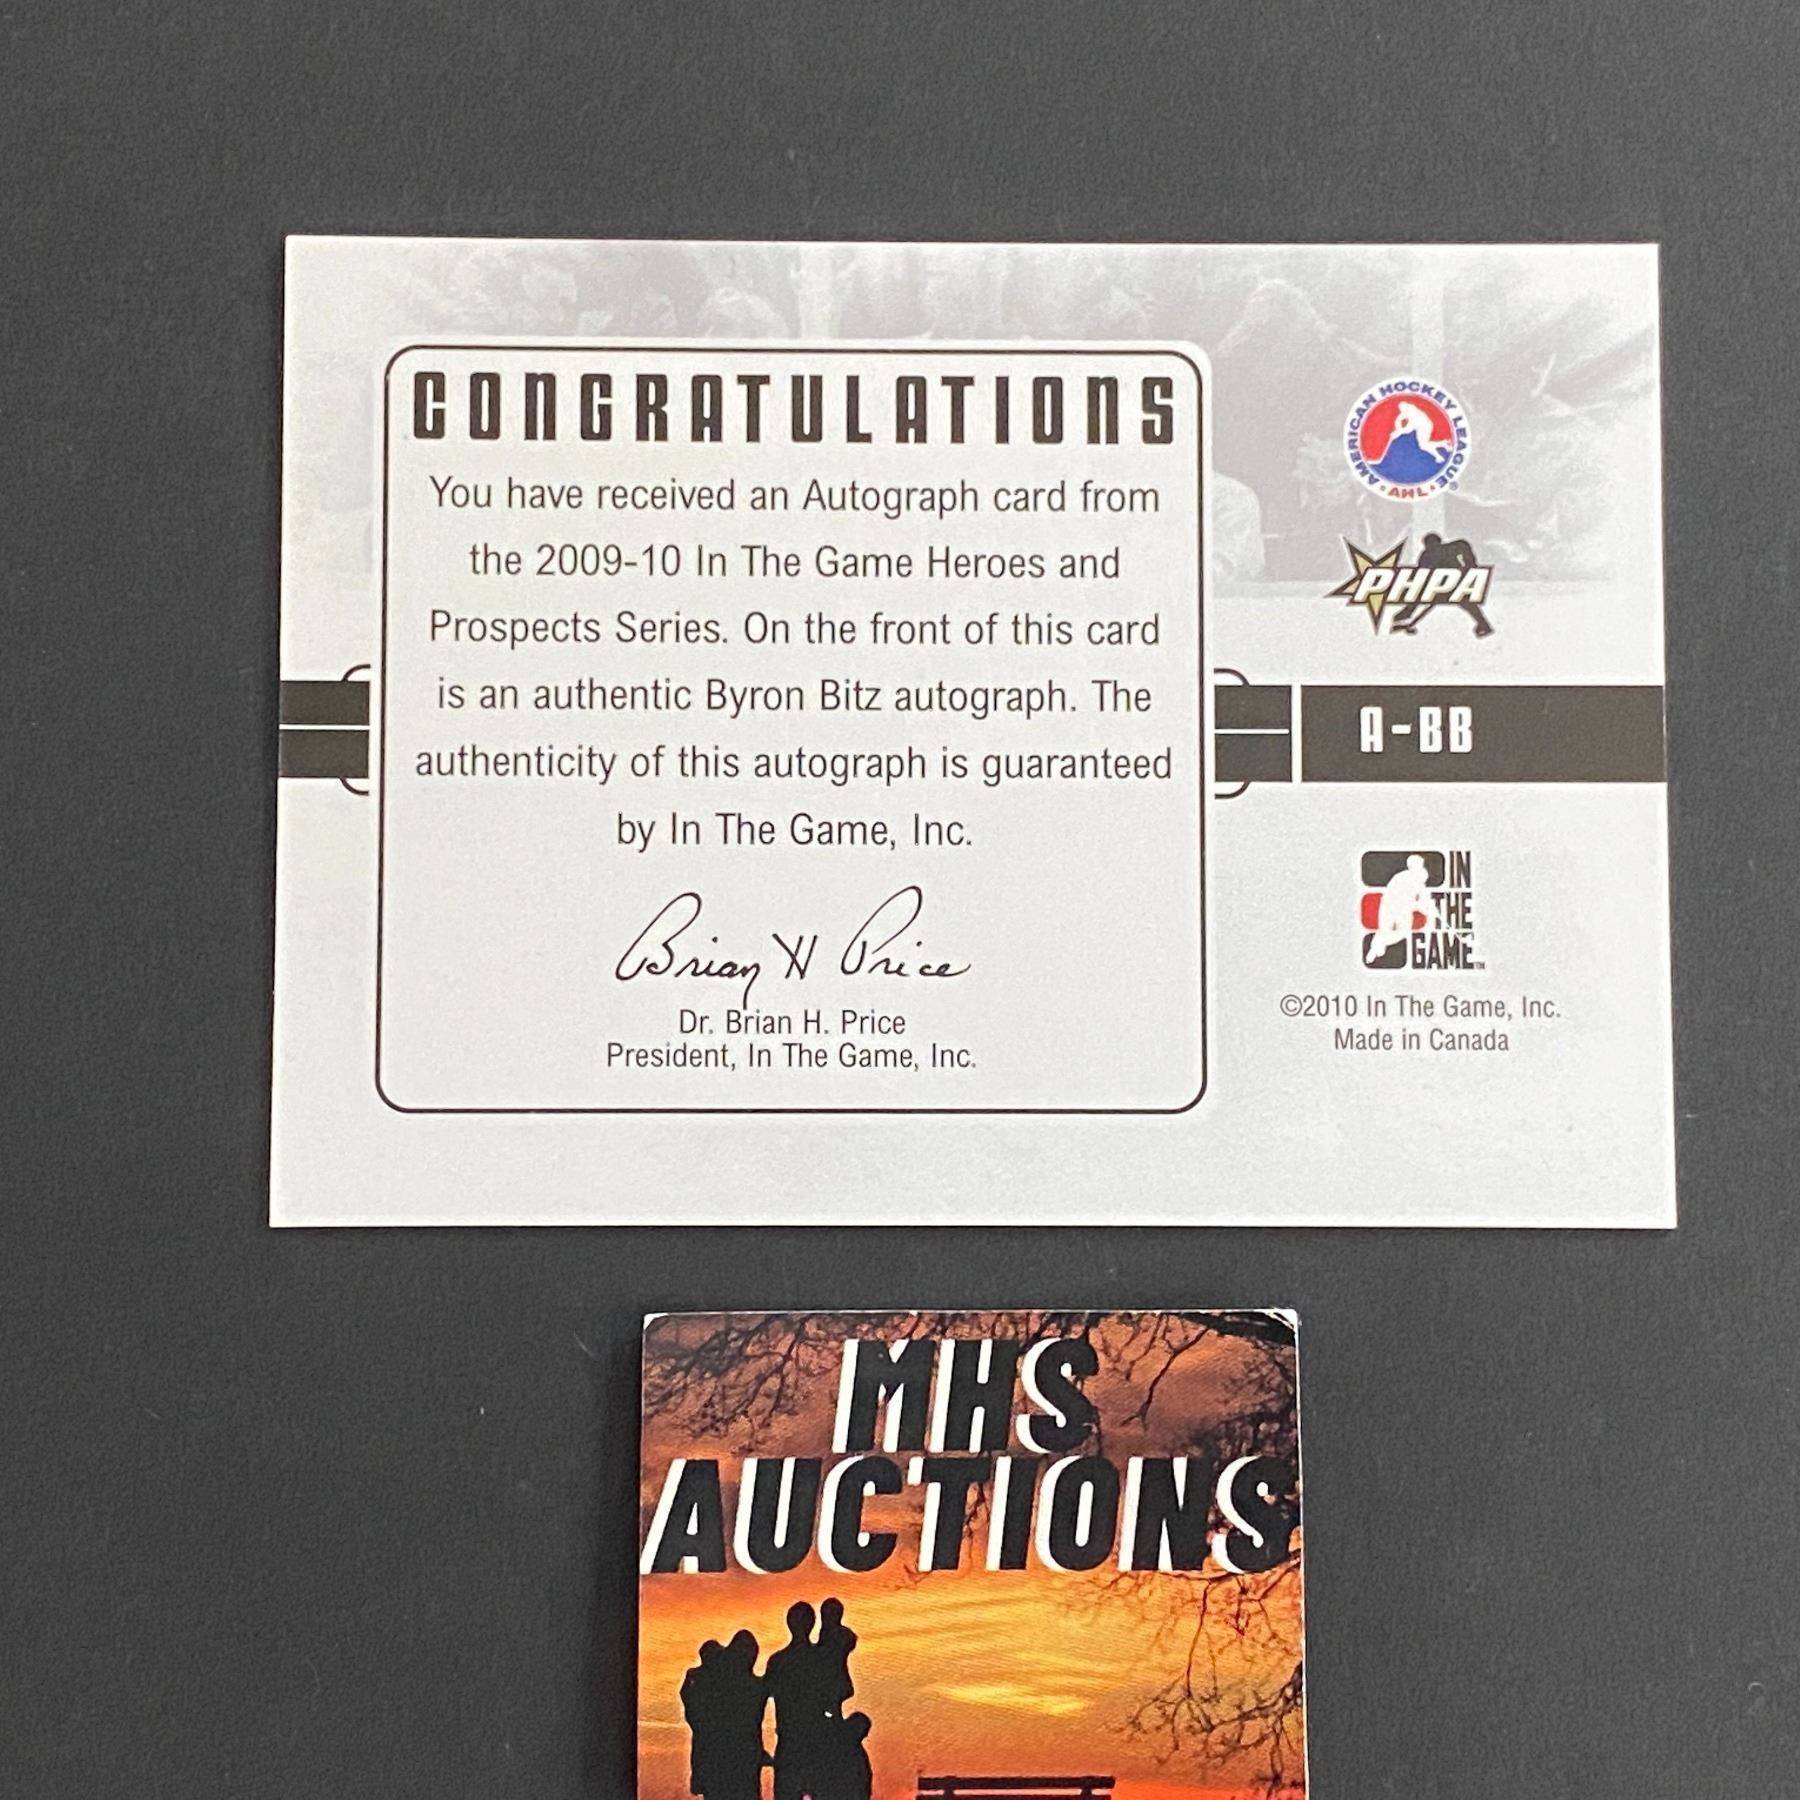 CONGRATULATIONS
You have received an Autograph card from
the 2009-10 In The Game Heroes and
Prospects Series. On the front of this card
is an authentic Byron Bitz autograph. The
authenticity of this autograph is guaranteed
by In The Game, Inc.
Brian H Price
Dr. Brian H. Price
President, In The Game, Inc.
AMERICAN HOCKEY LEAGUE®
•AHL•
PHPA
A-BB
IN
THE
GAME™
©2010 In The Game, Inc.
Made in Canada
MHS
AUCTIONS